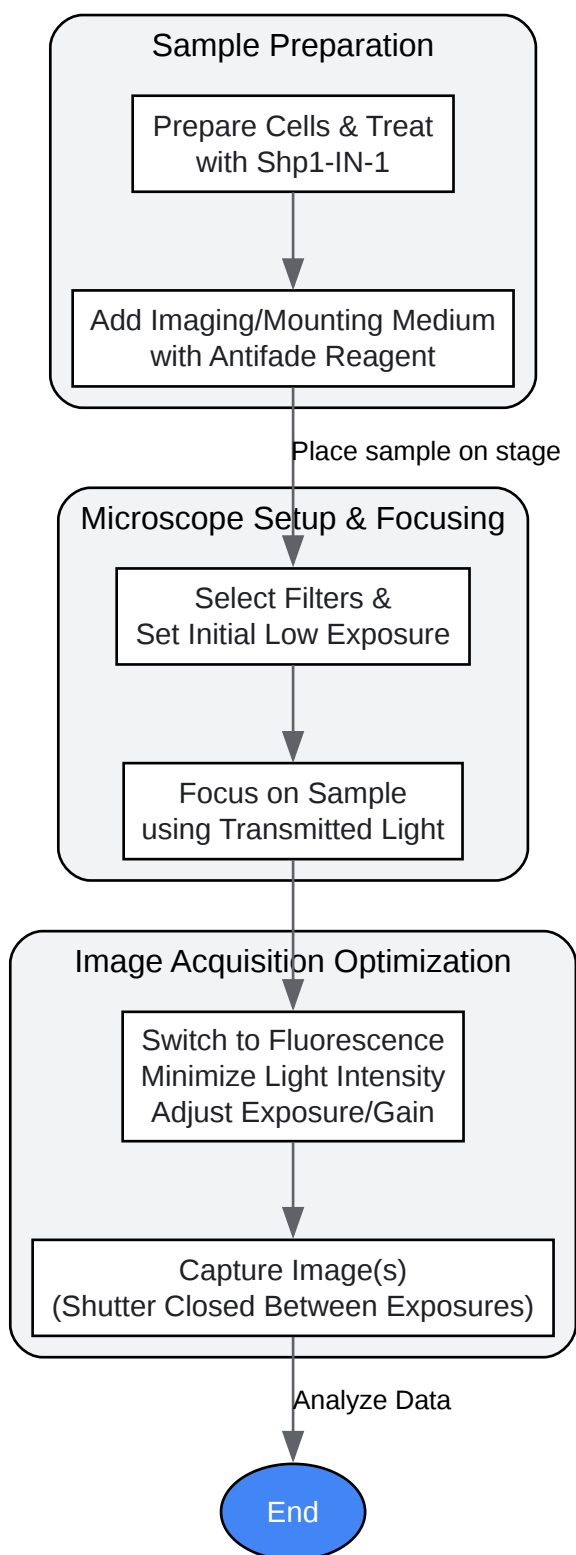 Sample Preparation
Prepare Cells & Treat
with Shp1-IN-1
Add Imaging/Mounting Medium
with Antifade Reagent
Place sample on stage
Microscope Setup & Focusing
Select Filters &
Set Initial Low Exposure
Focus on Sample
using Transmitted Light
Image Acquisition Optimization
Switch to Fluorescence
Minimize Light Intensity
Adjust Exposure/Gain
Capture Image(s)
(Shutter Closed Between Exposures)
Analyze Data
End